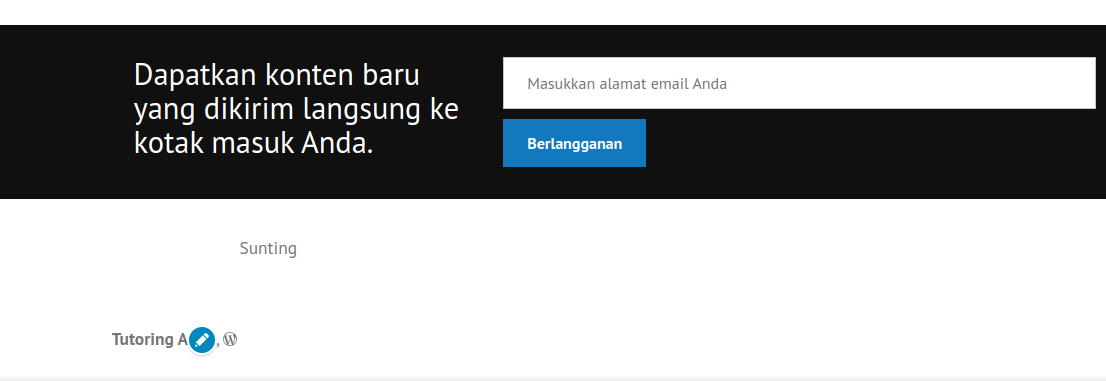 Dapatkan konten baru
yang dikirim langsung ke
kotak masuk Anda.
Masukkan alamat email Anda
Berlangganan
Sunting
Tutoring A,